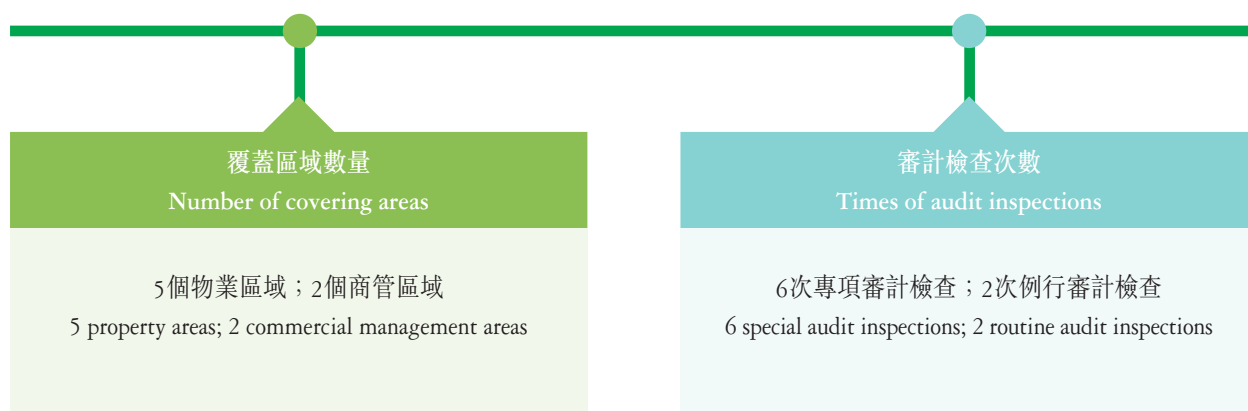 覆蓋區域數量
Number of covering areas
5個物業區域；2個商管區域
5 property areas; 2 commercial management areas
審計檢查次數
Times of audit inspections
6次專項審計檢查；2次例行審計檢查
6 special audit inspections; 2 routine audit inspections